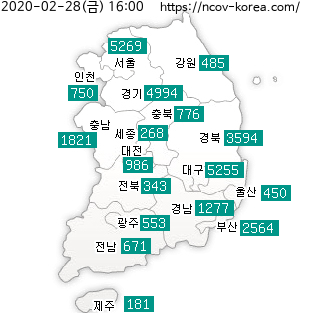 2020-02-28(금) 16:00 https://ncov-korea.com/
5269
서울
강원 485
인천
750
경기 4994
충북 776
충남
1821
세종 268
경북 3594
대전
986
대구 5255
전북 343
울산 450
경남 1277
광주 553
부산 2564
전남 671
제주 181